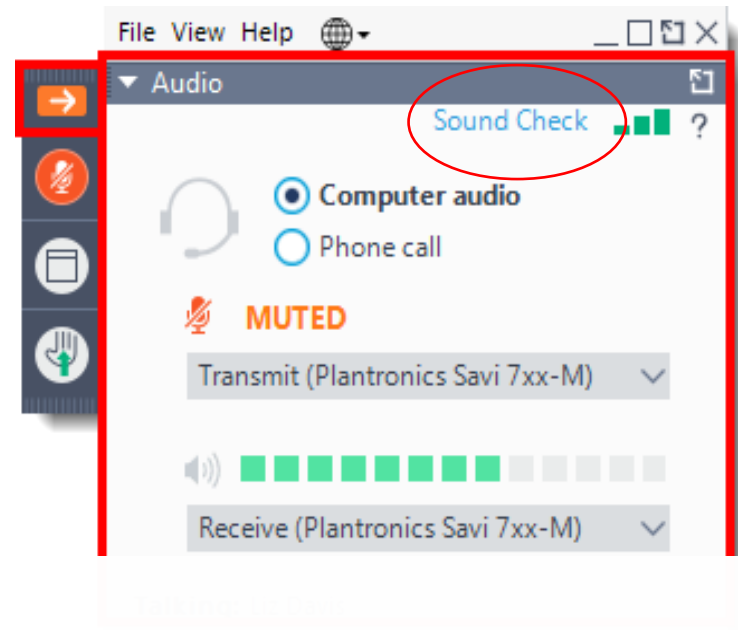 File View Help
Audio
Sound Check ?
Computer audio
Phone call
MUTED
Transmit (Plantronics Savi 7xx-M)
Receive (Plantronics Savi 7xx-M)